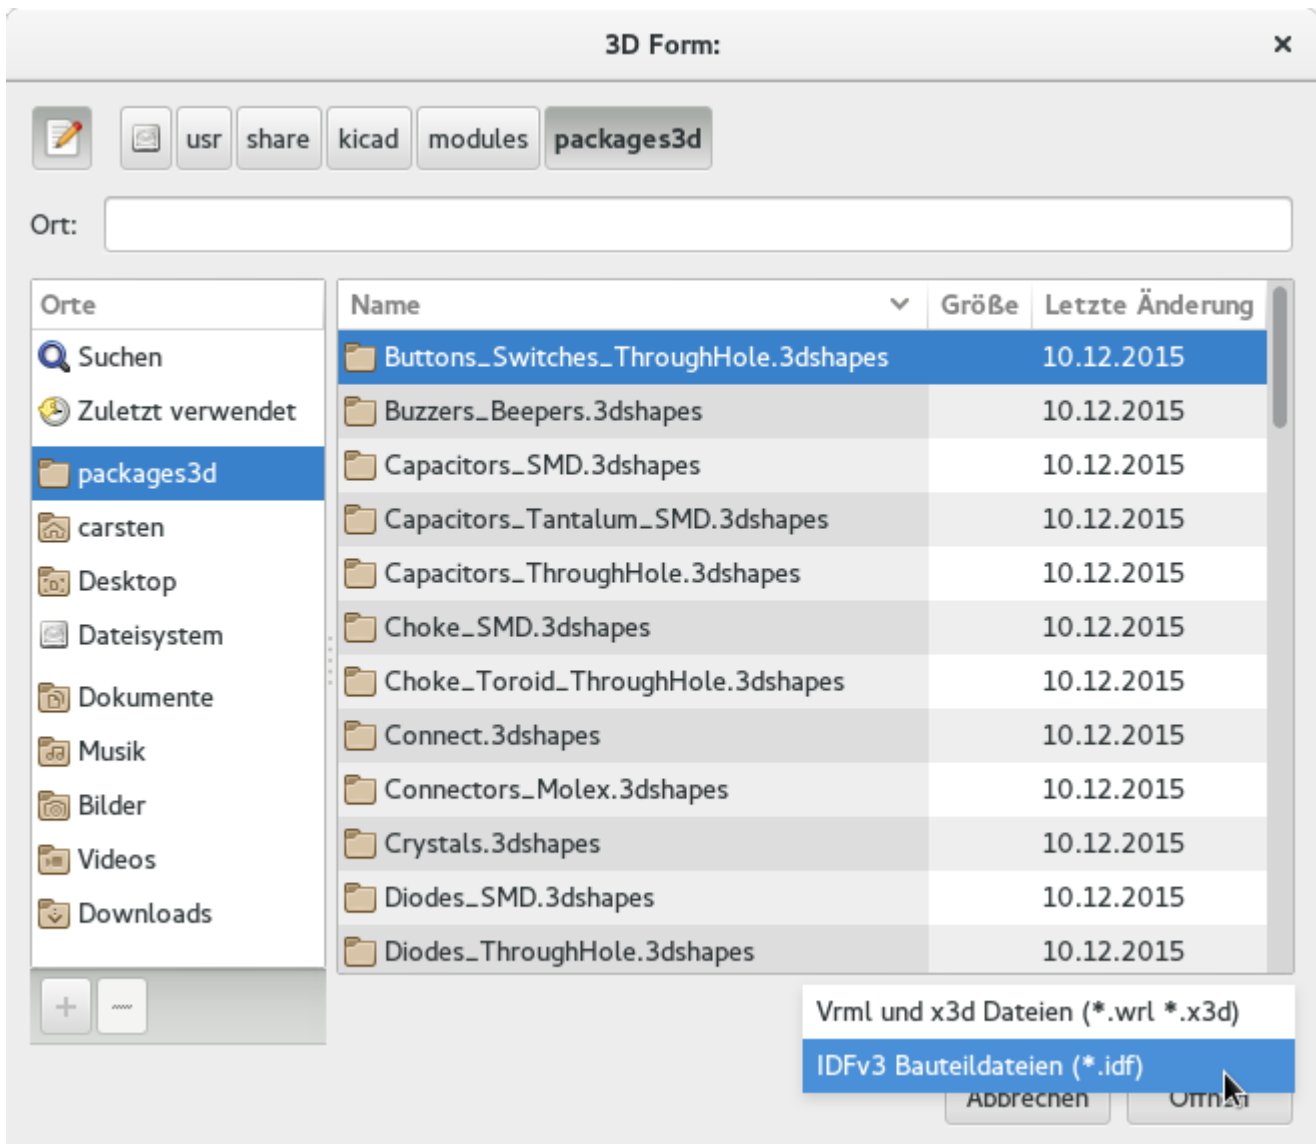 3D Form:
usr share kicad modules packages3d
Ort:
Orte
Suchen
Zuletzt verwendet
packages3d
carsten
Desktop
Dateisystem
Dokumente
Musik
Bilder
Videos
Downloads
Name Größe Letzte Änderung
Buttons_Switches_ThroughHole.3dshapes 10.12.2015
Buzzers_Beepers.3dshapes 10.12.2015
Capacitors_SMD.3dshapes 10.12.2015
Capacitors_Tantalum_SMD.3dshapes 10.12.2015
Capacitors_ThroughHole.3dshapes 10.12.2015
Choke_SMD.3dshapes 10.12.2015
Choke_Toroid_ThroughHole.3dshapes 10.12.2015
Connect.3dshapes 10.12.2015
Connectors_Molex.3dshapes 10.12.2015
Crystals.3dshapes 10.12.2015
Diodes_SMD.3dshapes 10.12.2015
Diodes_ThroughHole.3dshapes 10.12.2015
Vrml und x3d Dateien (*.wrl *.x3d)
IDFv3 Bauteildateien (*.idf)
Abbrechen Öffnen